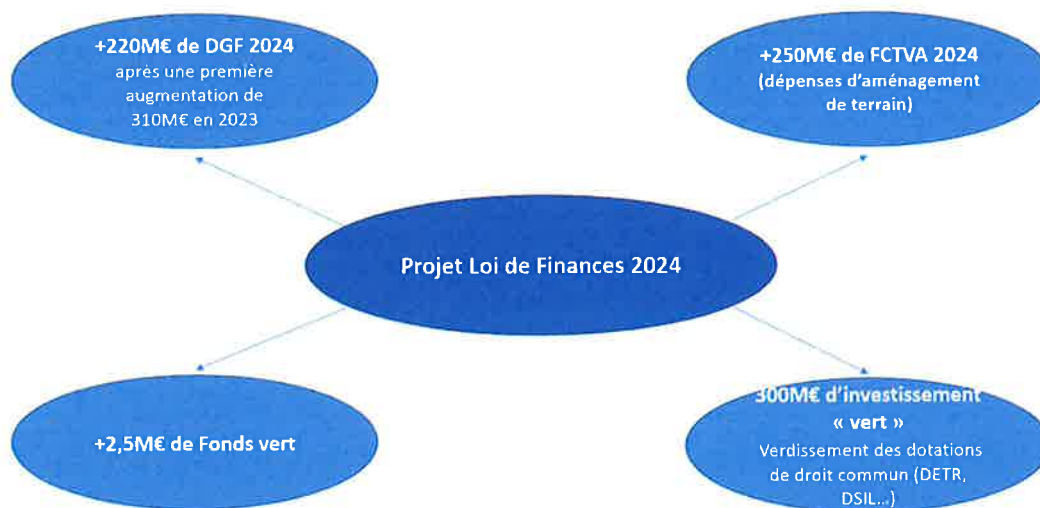 +220M€ de DGF 2024
après une première
augmentation de
310M€ en 2023
+250M€ de FCTVA 2024
(dépenses d'aménagement
de terrain)
Projet Loi de Finances 2024
+2,5M€ de Fonds vert
300M€ d'investissement
« vert »
Verdissement des dotations
de droit commun (DETR,
DSIL...)